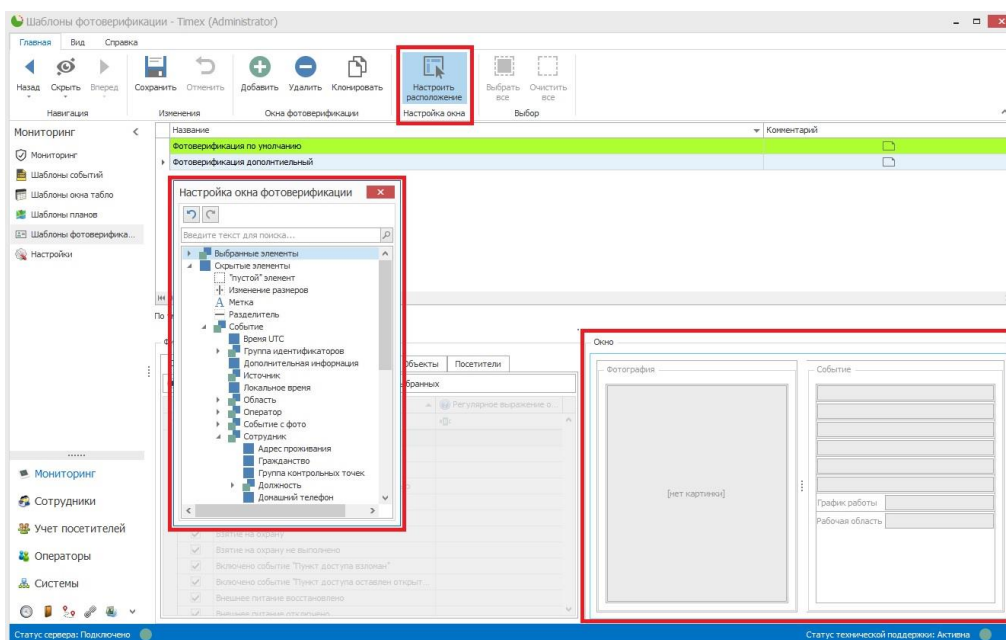 Шаблоны фотоверификации - Timex (Administrator)
Главная Вид Справка
Назад Скрыть Вперед Сохранить Отменить Добавить Удалить Клонировать Настроить расположение Выбрать все Очистить все
Навигация Изменения Окна фотоверификации Настройка окна Выбор
Мониторинг
Мониторинг
Шаблоны событий
Шаблоны окна табло
Шаблоны планов
Шаблоны фотоверифика...
Настройки
Название Комментарий
Фотоверификация по умолчанию
Фотоверификация дополнтиельный
Настройка окна фотоверификации
Введите текст для поиска...
Выбранные элементы
Скрытые элементы
"пустой" элемент
Изменение размеров
Метка
Разделитель
Событие
Время UTC
Группа идентификаторов
Дополнительная информация
Источник
Локальное время
Область
Оператор
Событие с фото
Сотрудник
Адрес проживания
Гражданство
Группа контрольных точек
Должность
Домашний телефон
По
Объекты Посетители
бранных
Регулярное выражение о...
Взятие на охрану
Взятие на охрану не выполнено
Включено событие "Пункт доступа взломан"
Включено событие "Пункт доступа оставлен открыт...
Внешнее питание восстановлено
Внешнее питание отключено
Окно
Фотография
[нет картинки]
Событие
График работы
Рабочая область
Мониторинг
Сотрудники
Учет посетителей
Операторы
Системы
Статус сервера: Подключено
Статус технической поддержки: Активна